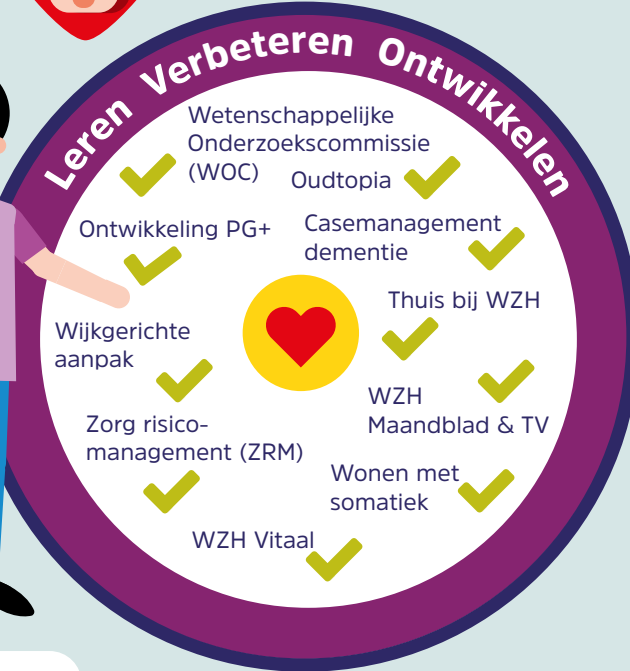 Leren Verbeteren Ontwikkelen
Wetenschappelijke
Onderzoekscommissie
(WOC)
Oudtopia
Ontwikkeling PG+
Casemanagement
dementie
Thuis bij WZH
Wijkgerichte
aanpak
WZH
Maandblad & TV
Zorg risico-
management (ZRM)
Wonen met
somatiek
WZH Vitaal